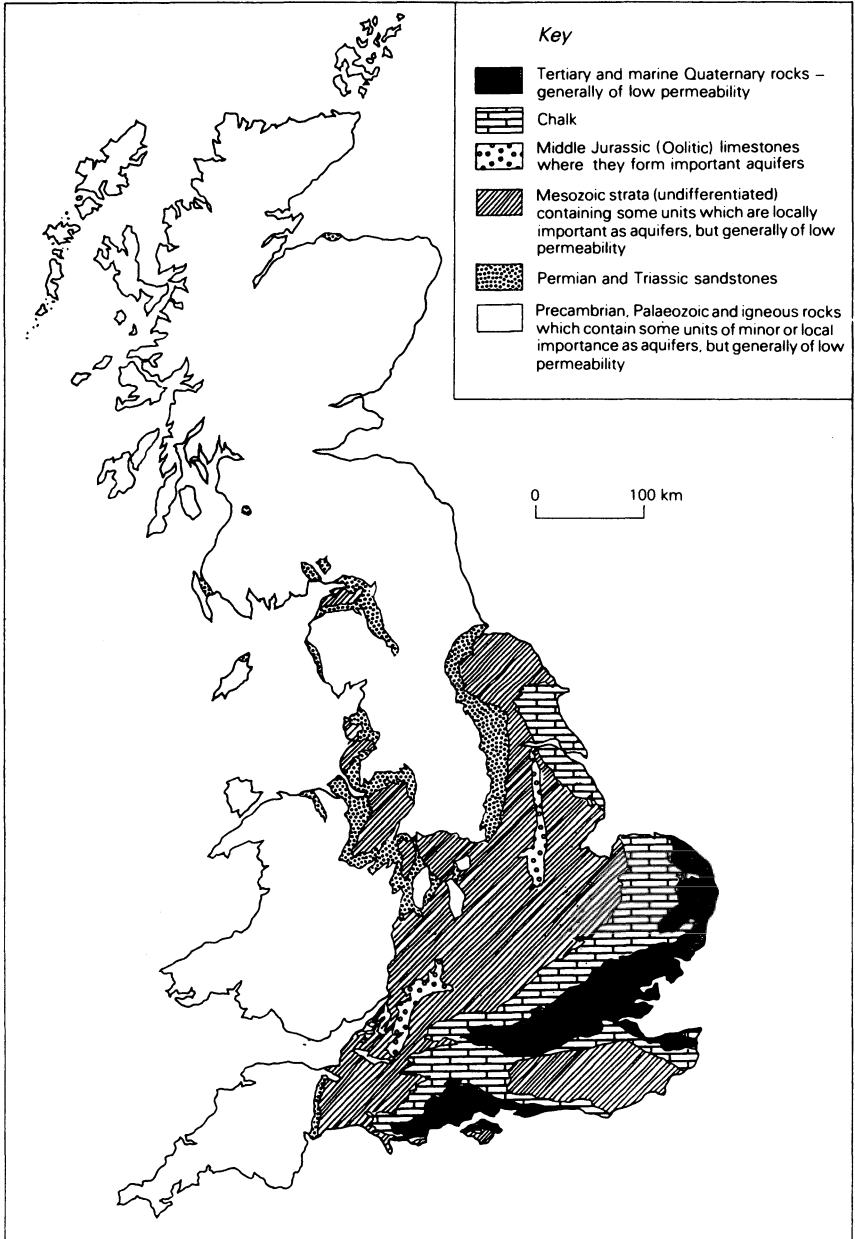 Key
Tertiary and marine Quaternary rocks –
generally of low permeability
Chalk
Middle Jurassic (Oolitic) limestones
where they form important aquifers
Mesozoic strata (undifferentiated)
containing some units which are locally
important as aquifers, but generally of low
permeability
Permian and Triassic sandstones
Precambrian, Palaeozoic and igneous rocks
which contain some units of minor or local
importance as aquifers, but generally of low
permeability
0 100 km